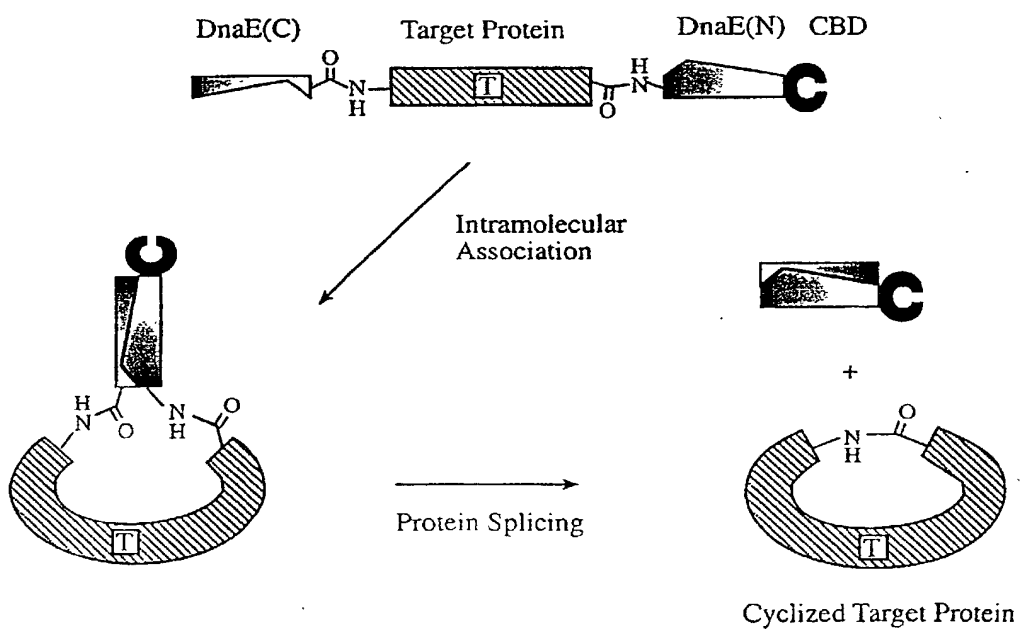 DnaE(C) Target Protein DnaE(N) CBD
O
N
H
T
O
H
N
C
Intramolecular
Association
C
C
+
H
N
O
N
H
O
N
H
O
T
Protein Splicing
T
Cyclized Target Protein